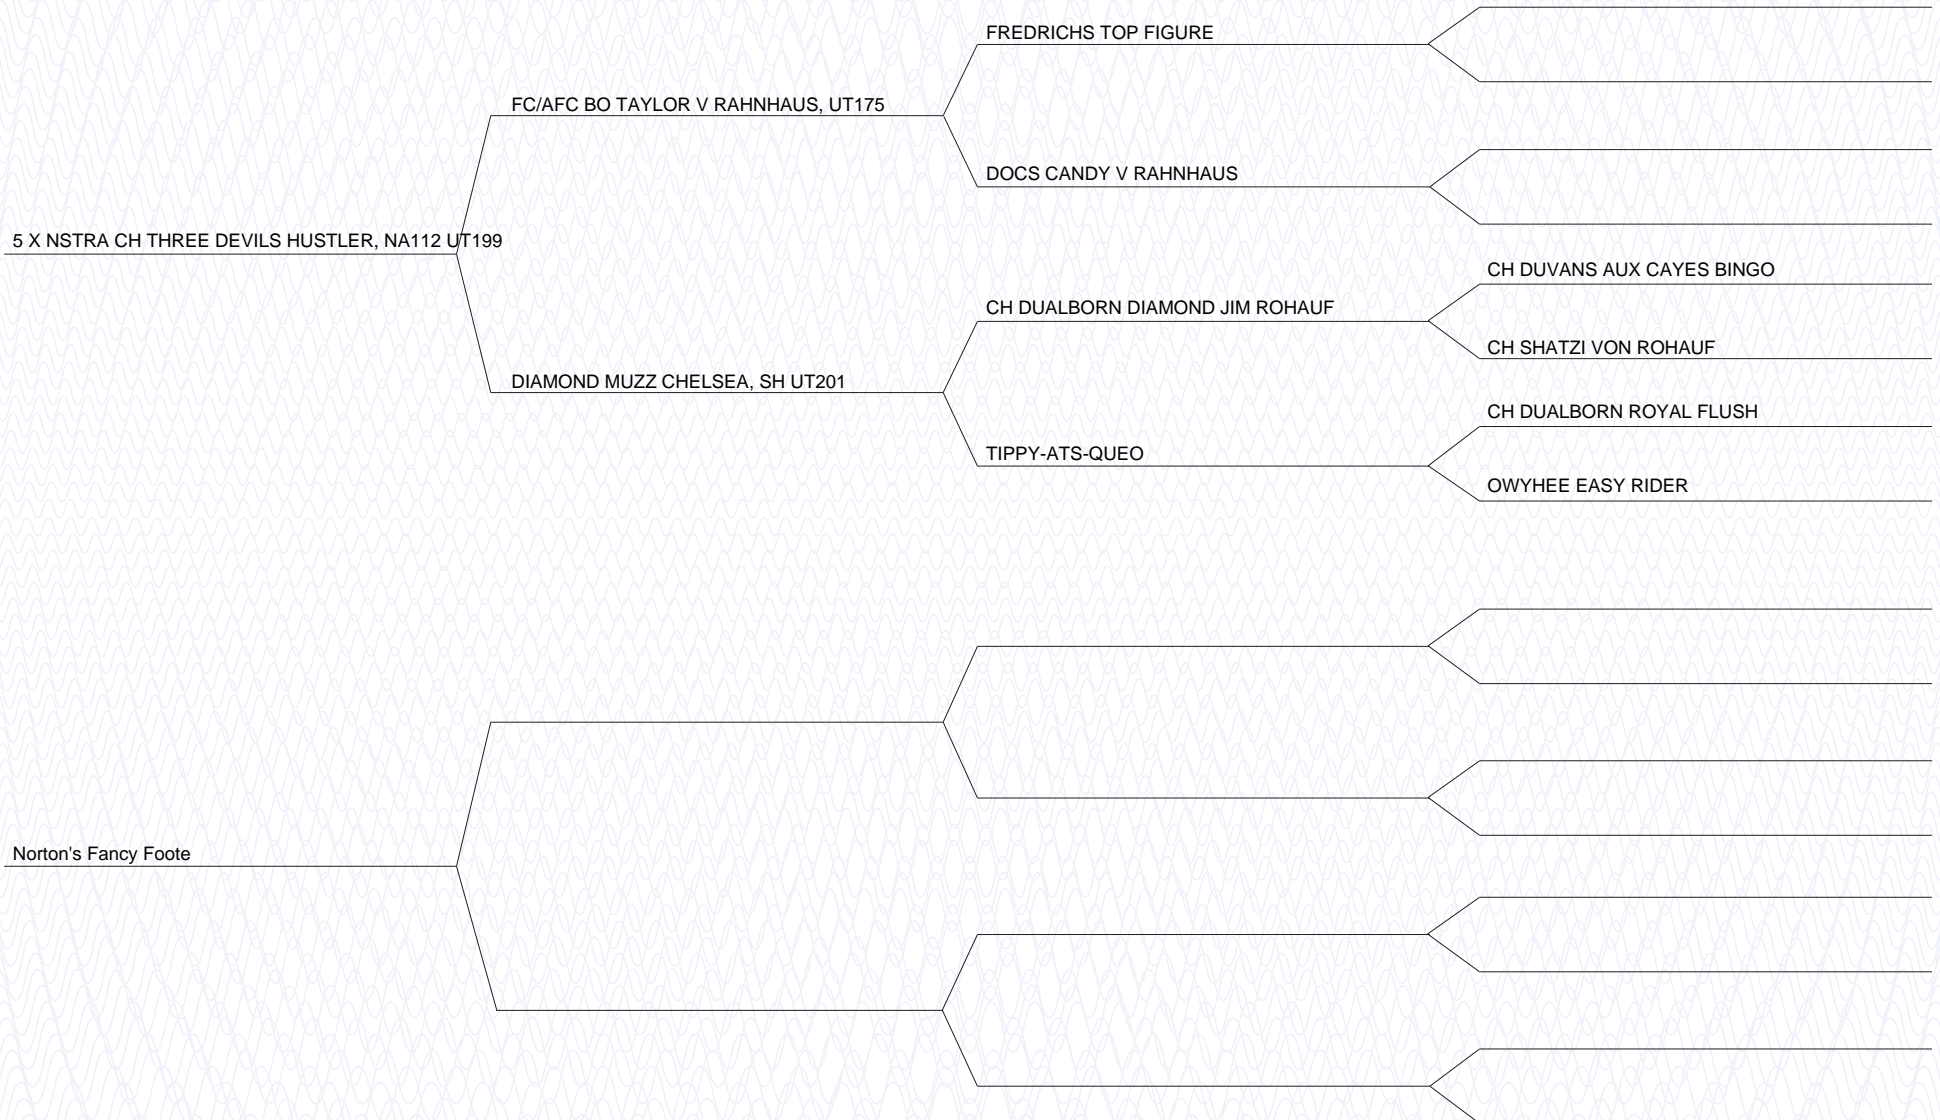 FREDRICHS TOP FIGURE
FC/AFC BO TAYLOR V RAHNHAUS, UT175
DOCS CANDY V RAHNHAUS
5 X NSTRA CH THREE DEVILS HUSTLER, NA112 UT199
CH DUVANS AUX CAYES BINGO
CH DUALBORN DIAMOND JIM ROHAUF
CH SHATZI VON ROHAUF
DIAMOND MUZZ CHELSEA, SH UT201
CH DUALBORN ROYAL FLUSH
TIPPY-ATS-QUEO
OWYHEE EASY RIDER
Norton's Fancy Foote